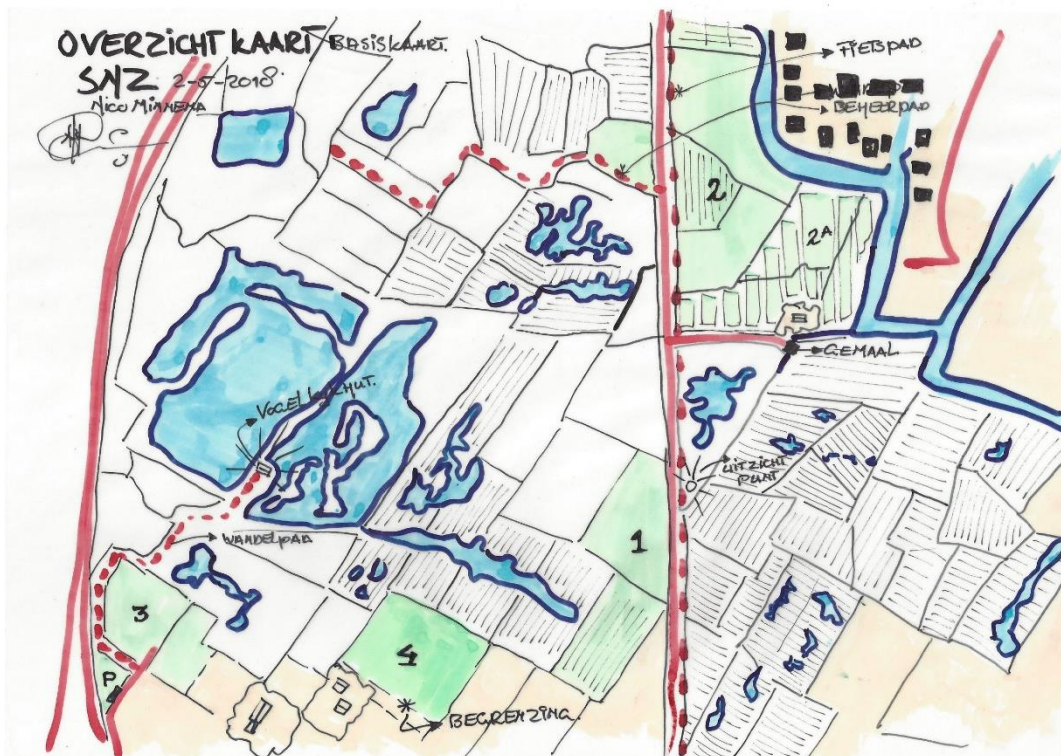 OVERZICHT KAART / BASISKAART.
SNZ 2-5-2018.
NICO MINNEMA
FIETSPAD
BEHEERPAD
2
2A
GEMAAL
VOGELKIJKHUT.
UITZICHT
PUNT
1
WANDELPAD
3
4
P
BEGRENZING.